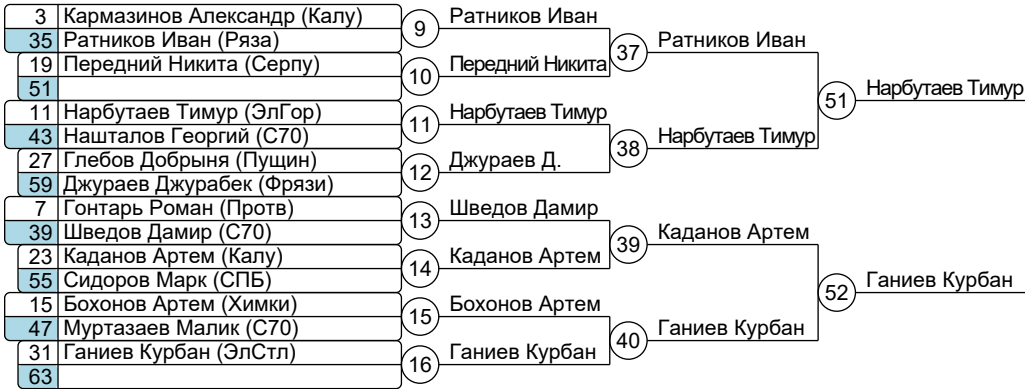 3 Кармазинов Александр (Калу)
35 Ратников Иван (Ряза)
19 Передний Никита (Серпу)
51
11 Нарбутаев Тимур (ЭлГор)
43 Нашталов Георгий (С70)
27 Глебов Добрыня (Пущин)
59 Джураев Джурабек (Фрязи)
7 Гонтарь Роман (Протв)
39 Шведов Дамир (С70)
23 Каданов Артем (Калу)
55 Сидоров Марк (СПБ)
15 Бохонов Артем (Химки)
47 Муртазаев Малик (С70)
31 Ганиев Курбан (ЭлСтл)
63
9 Ратников Иван
10 Передний Никита
11 Нарбутаев Тимур
12 Джураев Д.
13 Шведов Дамир
14 Каданов Артем
15 Бохонов Артем
16 Ганиев Курбан
37 Ратников Иван
38 Нарбутаев Тимур
39 Каданов Артем
40 Ганиев Курбан
51 Нарбутаев Тимур
52 Ганиев Курбан